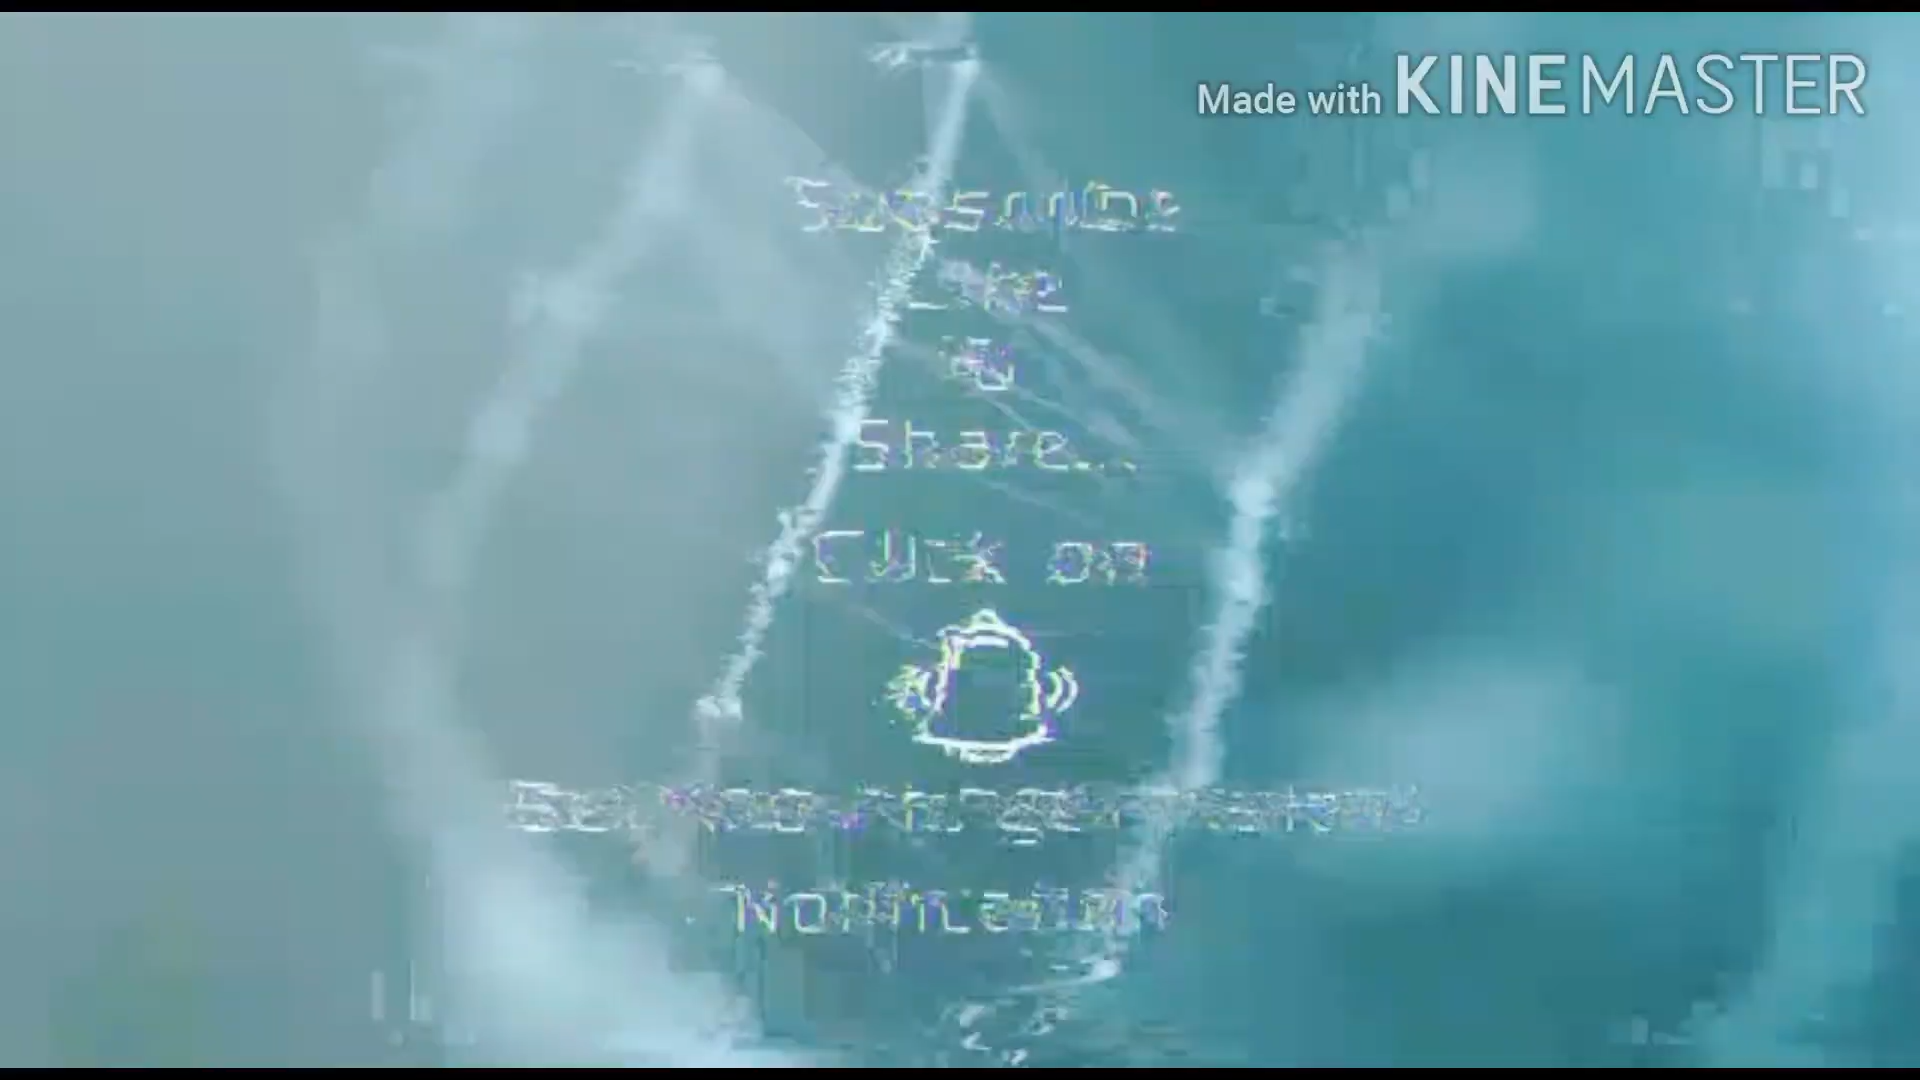 Made with KINEMASTER
Subscribe
Like
&
Share...
Click on
Notification